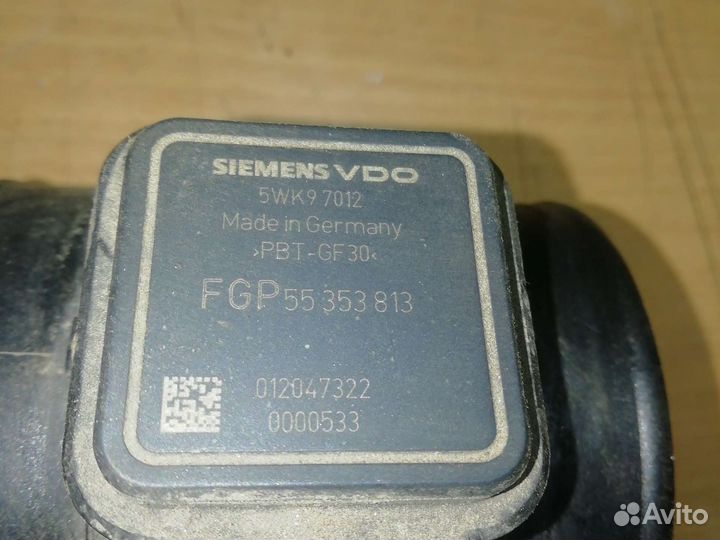 SIEMENS VDO
5WK9 7012
Made in Germany
>PBT-GF30<
FGP 55 353 813
012047322
0000533
Avito